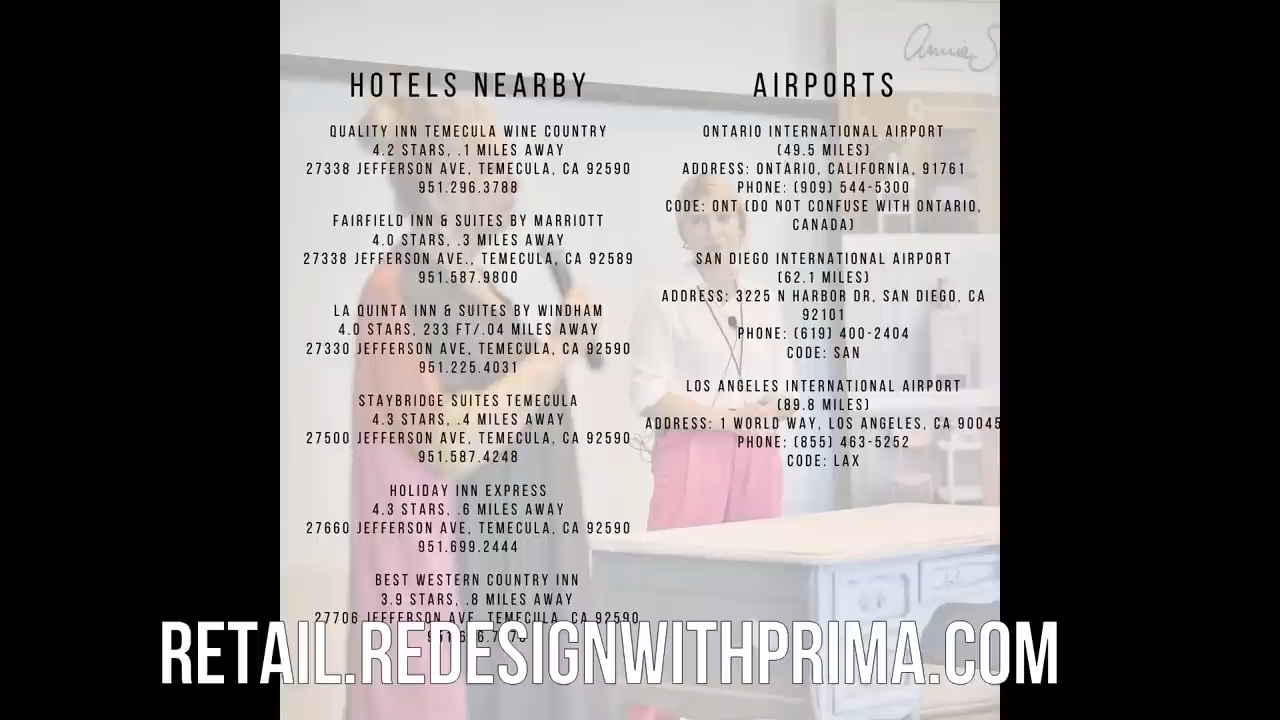 HOTELS NEARBY
QUALITY INN TEMECULA WINE COUNTRY
4.2 STARS, .1 MILES AWAY
27338 JEFFERSON AVE, TEMECULA, CA 92590
951.296.3788
FAIRFIELD INN & SUITES BY MARRIOTT
4.0 STARS, .3 MILES AWAY
27338 JEFFERSON AVE., TEMECULA, CA 92589
951.587.9800
LA QUINTA INN & SUITES BY WINDHAM
4.0 STARS, 233 FT/.04 MILES AWAY
27330 JEFFERSON AVE, TEMECULA, CA 92590
951.225.4031
STAYBRIDGE SUITES TEMECULA
4.3 STARS, .4 MILES AWAY
27500 JEFFERSON AVE, TEMECULA, CA 92590
951.587.4248
HOLIDAY INN EXPRESS
4.3 STARS, .6 MILES AWAY
27660 JEFFERSON AVE, TEMECULA, CA 92590
951.699.2444
BEST WESTERN COUNTRY INN
3.9 STARS, .8 MILES AWAY
27706 JEFFERSON AVE, TEMECULA, CA 92590
AIRPORTS
ONTARIO INTERNATIONAL AIRPORT
(49.5 MILES)
ADDRESS: ONTARIO, CALIFORNIA, 91761
PHONE: (909) 544-5300
CODE: ONT (DO NOT CONFUSE WITH ONTARIO,
CANADA)
SAN DIEGO INTERNATIONAL AIRPORT
(62.1 MILES)
ADDRESS: 3225 N HARBOR DR, SAN DIEGO, CA
92101
PHONE: (619) 400-2404
CODE: SAN
LOS ANGELES INTERNATIONAL AIRPORT
(89.8 MILES)
ADDRESS: 1 WORLD WAY, LOS ANGELES, CA 90045
PHONE: (855) 463-5252
CODE: LAX
Annie
RETAIL.REDESIGNWITHPRIMA.COM